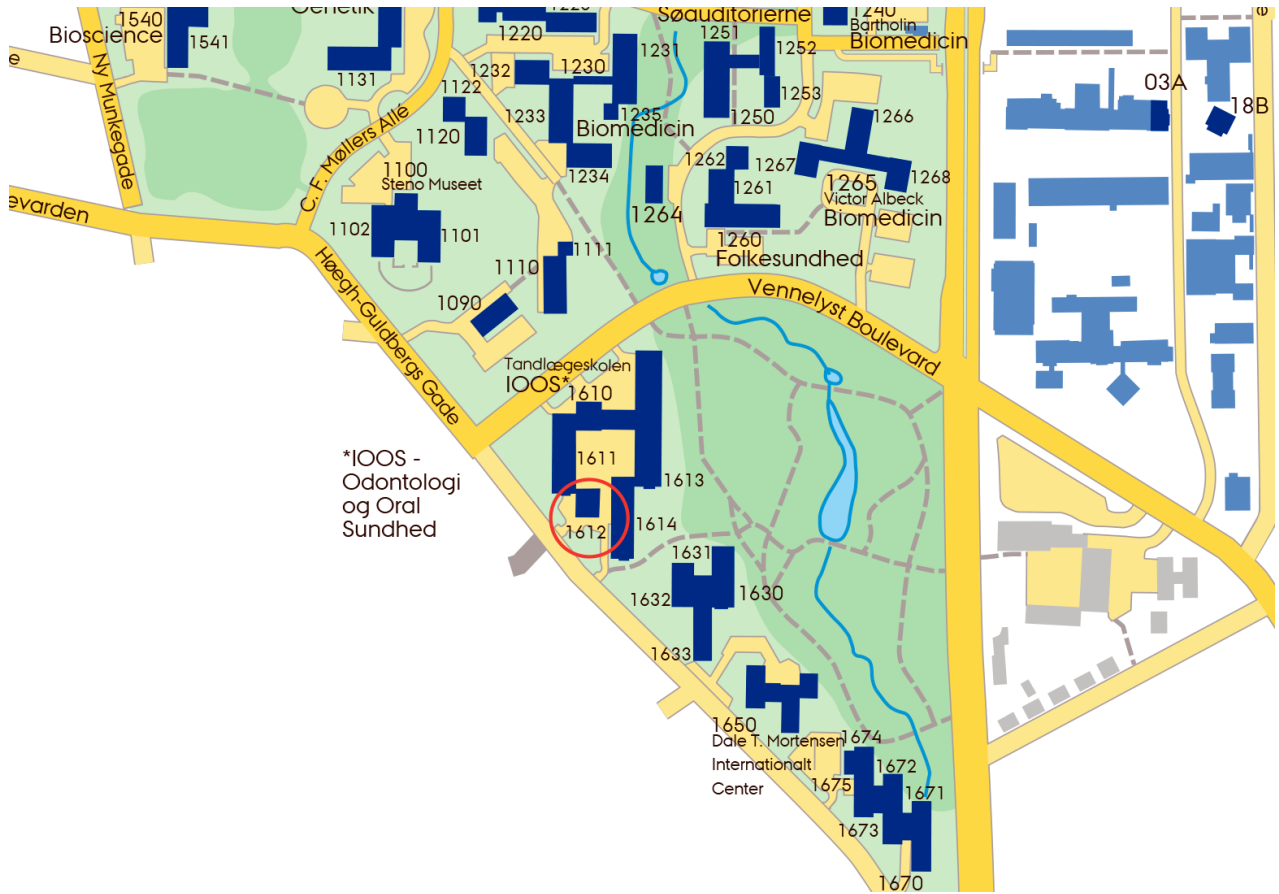 1540
Bioscience
1541
Ny Munkegade
1131
1220
1232
1230
1231
1122
1233
1235
1120
Biomedicin
1234
C. F. Møllers Allé
1100
Steno Museet
1102
1101
evarden
Søauditorierne
1251
1252
1253
1250
1240
Bartholin
Biomedicin
1266
1262
1267
1261
1268
1265
Victor Albeck
Biomedicin
1264
1260
Folkesundhed
03A
18B
1111
1110
1090
Høegh-Guldbergs Gade
Vennelyst Boulevard
Tandlægeskolen
IOOS*
1610
1611
1613
1612
1614
*IOOS -
Odontologi
og Oral
Sundhed
1631
1632
1630
1633
1650
Dale T. Mortensen
Internationalt
Center
1674
1672
1675
1671
1673
1670